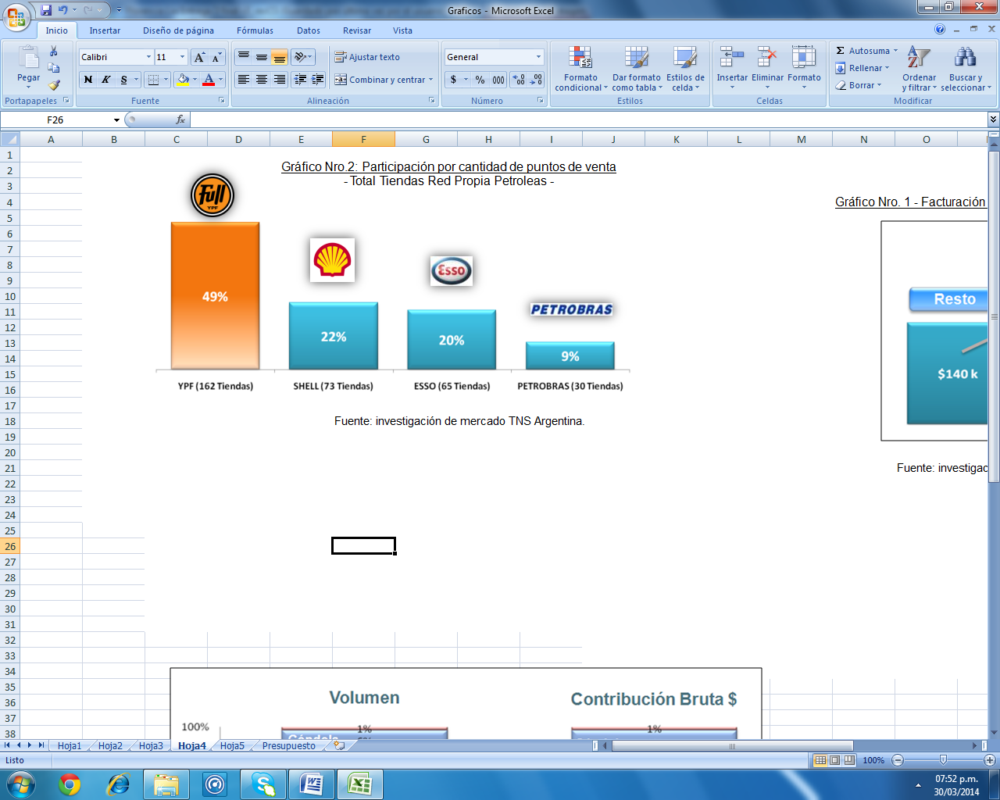 Graficos - Microsoft Excel
Inicio
Insertar
Diseño de página
Fórmulas
Datos
Revisar
Vista
Pegar
Portapapeles
Calibri
11
N K S
Fuente
Ajustar texto
Combinar y centrar
Alineación
General
$ % 000
Número
Formato condicional
Dar formato como tabla
Estilos de celda
Estilos
Insertar
Eliminar
Formato
Celdas
Autosuma
Rellenar
Borrar
Ordenar y filtrar
Buscar y seleccionar
Modificar
F26
fx
A B C D E F G H I J K L M N O
1
2
3
4
5
6
7
8
9
10
11
12
13
14
15
16
17
18
19
20
21
22
23
24
25
26
27
28
29
30
31
32
33
34
35
36
37
38
Gráfico Nro.2: Participación por cantidad de puntos de venta
- Total Tiendas Red Propia Petroleas -
Full
YPF
Esso
PETROBRAS
49%
22%
20%
9%
YPF (162 Tiendas)
SHELL (73 Tiendas)
ESSO (65 Tiendas)
PETROBRAS (30 Tiendas)
Fuente: investigación de mercado TNS Argentina.
Gráfico Nro. 1 - Facturación
Resto
$140 k
Fuente: investigac
Volumen
Contribución Bruta $
100%
1%
1%
Góndola
Hoja1
Hoja2
Hoja3
Hoja4
Hoja5
Presupuesto
Listo
100%
07:52 p.m.
30/03/2014